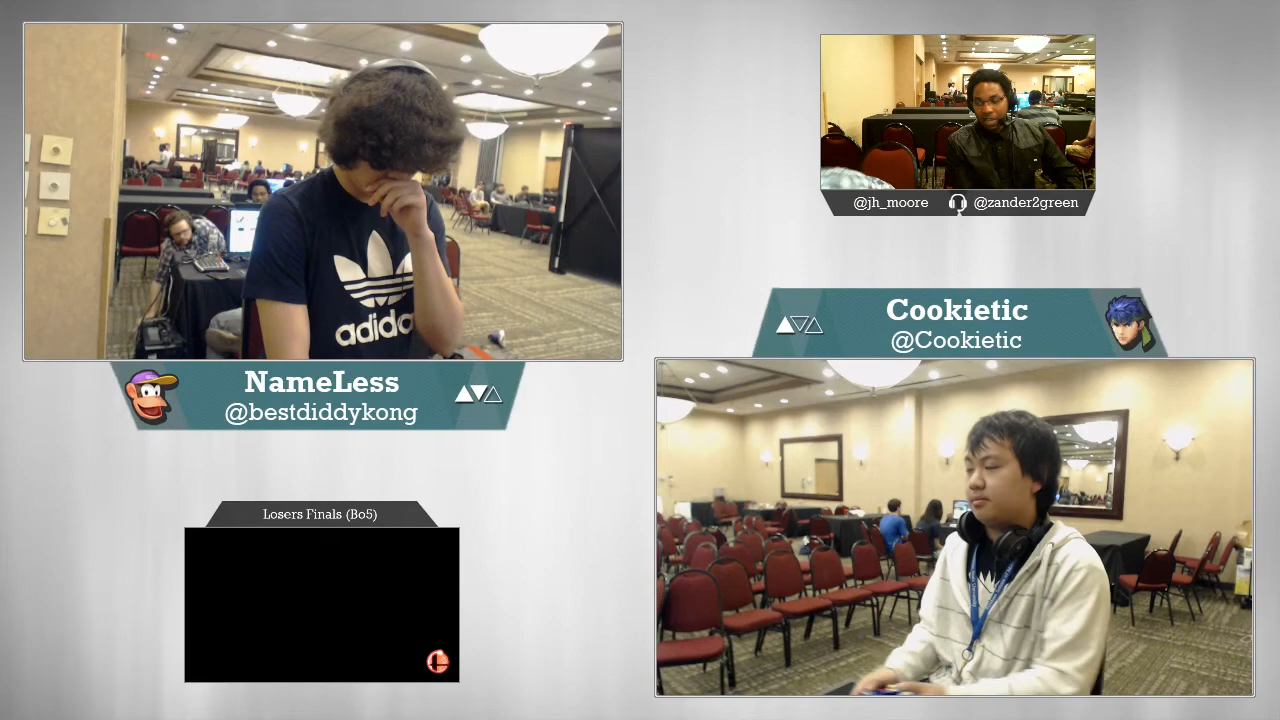 adidas
@jh_moore @zander2green
Cookietic
@Cookietic
NameLess
@bestdiddykong
Losers Finals (Bo5)